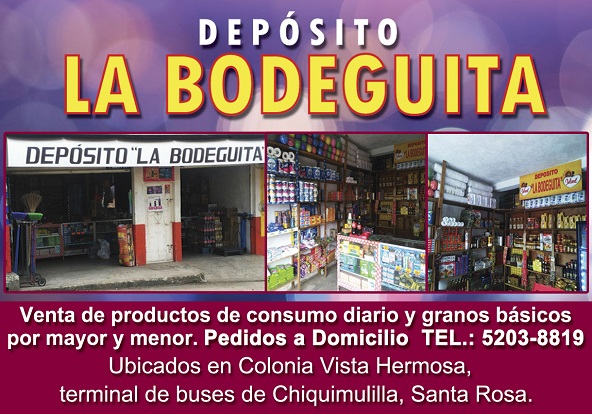 DEPÓSITO
LA BODEGUITA
DEPÓSITO "LA BODEGUITA"
DEPOSITO
"LA BODEGUITA"
Venta de productos de consumo diario y granos básicos
por mayor y menor. Pedidos a Domicilio TEL.: 5203-8819
Ubicados en Colonia Vista Hermosa,
terminal de buses de Chiquimulilla, Santa Rosa.